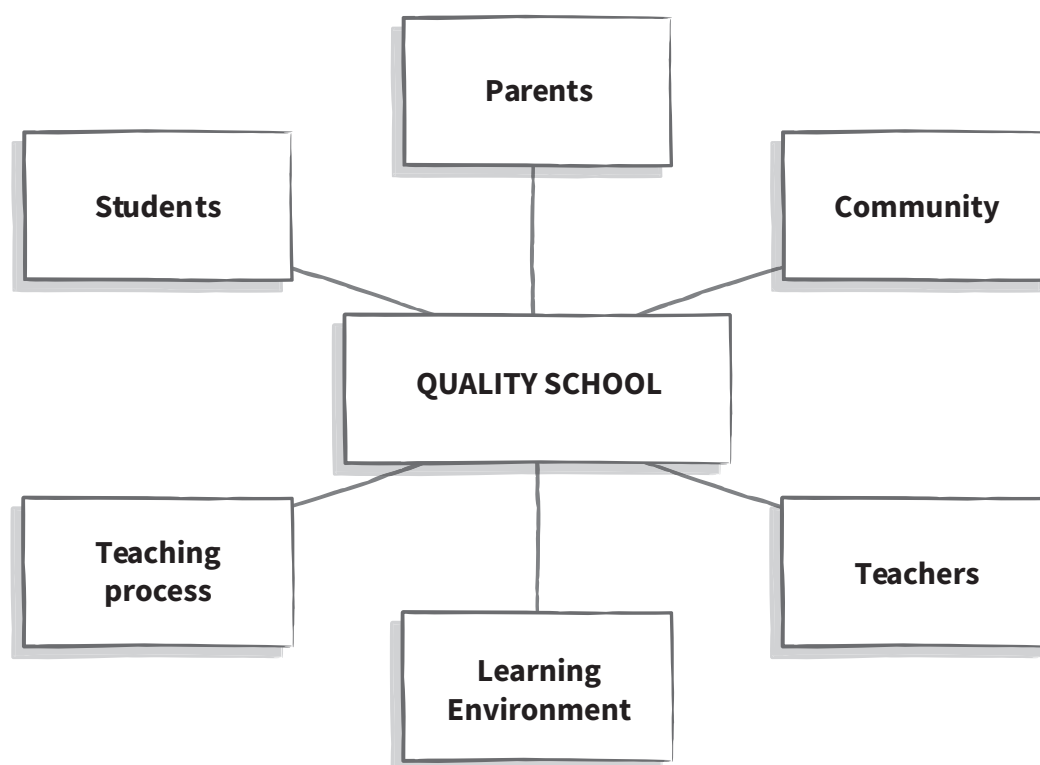 Parents
Students
Community
QUALITY SCHOOL
Teaching
process
Teachers
Learning
Environment